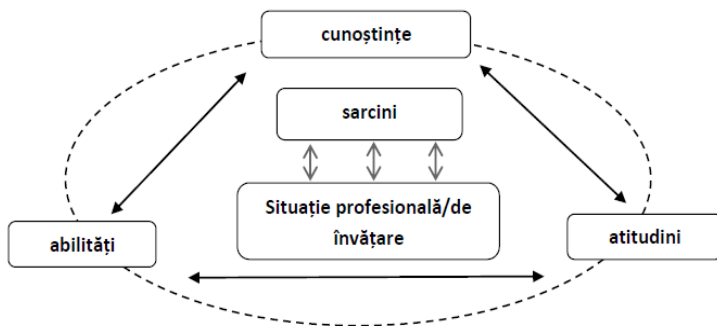 cunoștințe
sarcini
Situație profesională/de
învățare
abilități
atitudini